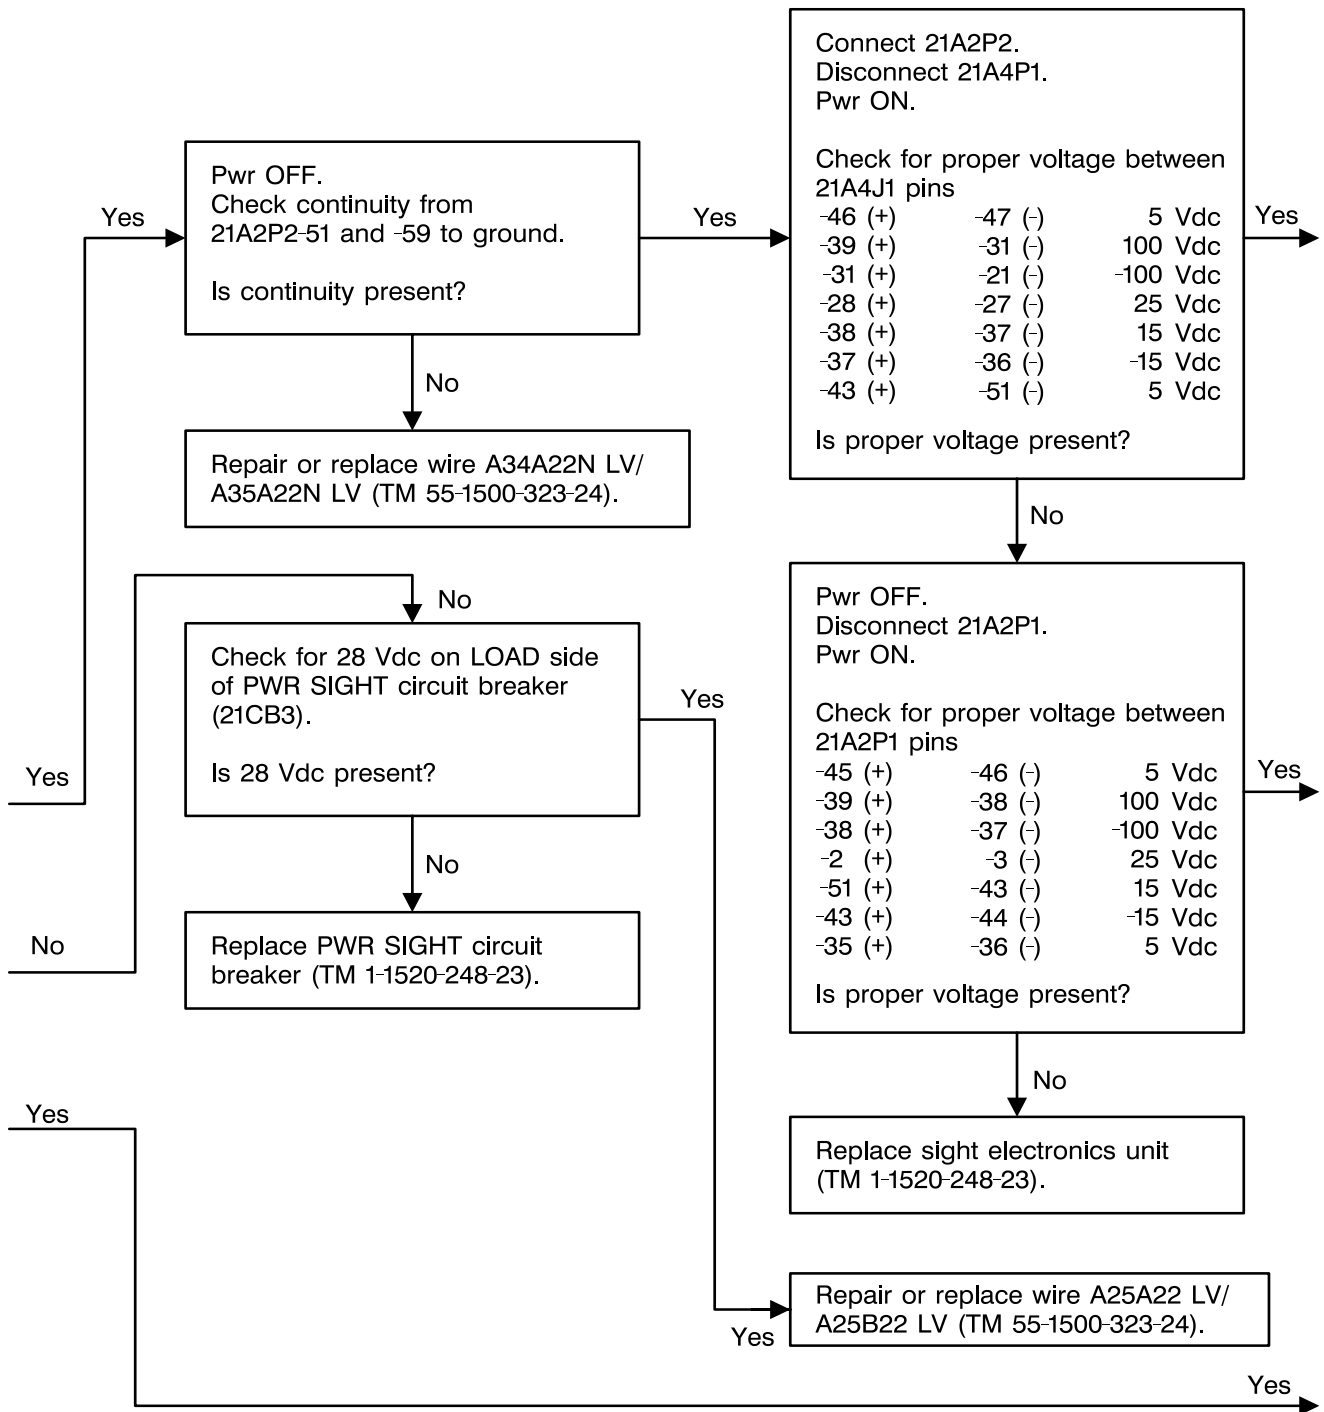 Connect 21A2P2.
Disconnect 21A4P1.
Pwr ON.
Check for proper voltage between
21A4J1 pins
-46 (+) -47 (-) 5 Vdc
-39 (+) -31 (-) 100 Vdc
-31 (+) -21 (-) -100 Vdc
-28 (+) -27 (-) 25 Vdc
-38 (+) -37 (-) 15 Vdc
-37 (+) -36 (-) -15 Vdc
-43 (+) -51 (-) 5 Vdc
Is proper voltage present?
Yes
Pwr OFF.
Check continuity from
21A2P2-51 and -59 to ground.
Is continuity present?
Yes
Yes
No
Repair or replace wire A34A22N LV/
A35A22N LV (TM 55-1500-323-24).
No
No
Check for 28 Vdc on LOAD side
of PWR SIGHT circuit breaker
(21CB3).
Is 28 Vdc present?
Yes
Yes
No
Replace PWR SIGHT circuit
breaker (TM 1-1520-248-23).
No
Pwr OFF.
Disconnect 21A2P1.
Pwr ON.
Check for proper voltage between
21A2P1 pins
-45 (+) -46 (-) 5 Vdc
-39 (+) -38 (-) 100 Vdc
-38 (+) -37 (-) -100 Vdc
-2 (+) -3 (-) 25 Vdc
-51 (+) -43 (-) 15 Vdc
-43 (+) -44 (-) -15 Vdc
-35 (+) -36 (-) 5 Vdc
Is proper voltage present?
Yes
No
Replace sight electronics unit
(TM 1-1520-248-23).
Yes
Repair or replace wire A25A22 LV/
A25B22 LV (TM 55-1500-323-24).
Yes
Yes